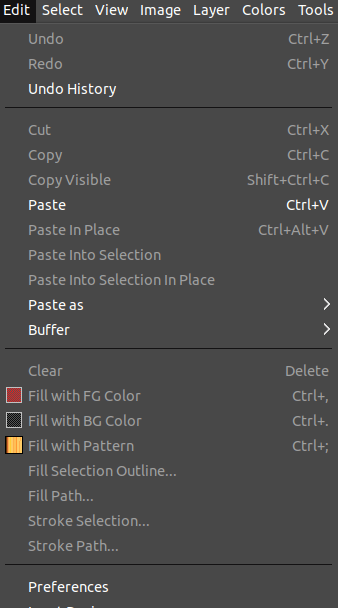 Edit Select View Image Layer Colors Tools
Undo Ctrl+Z
Redo Ctrl+Y
Undo History
Cut Ctrl+X
Copy Ctrl+C
Copy Visible Shift+Ctrl+C
Paste Ctrl+V
Paste In Place Ctrl+Alt+V
Paste Into Selection
Paste Into Selection In Place
Paste as
Buffer
Clear Delete
Fill with FG Color Ctrl+,
Fill with BG Color Ctrl+.
Fill with Pattern Ctrl+;
Fill Selection Outline...
Fill Path...
Stroke Selection...
Stroke Path...
Preferences